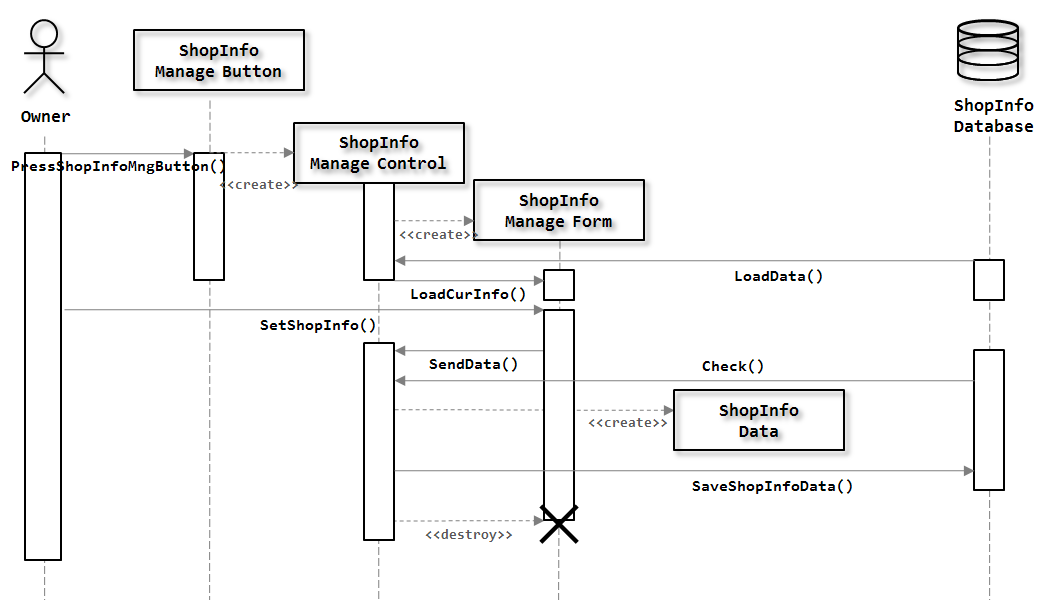 ShopInfo
Manage Button
Owner
ShopInfo
Database
ShopInfo
Manage Control
PressShopInfoMngButton()
<<create>>
ShopInfo
Manage Form
<<create>>
LoadData()
LoadCurInfo()
SetShopInfo()
SendData()
Check()
ShopInfo
Data
<<create>>
SaveShopInfoData()
<<destroy>>